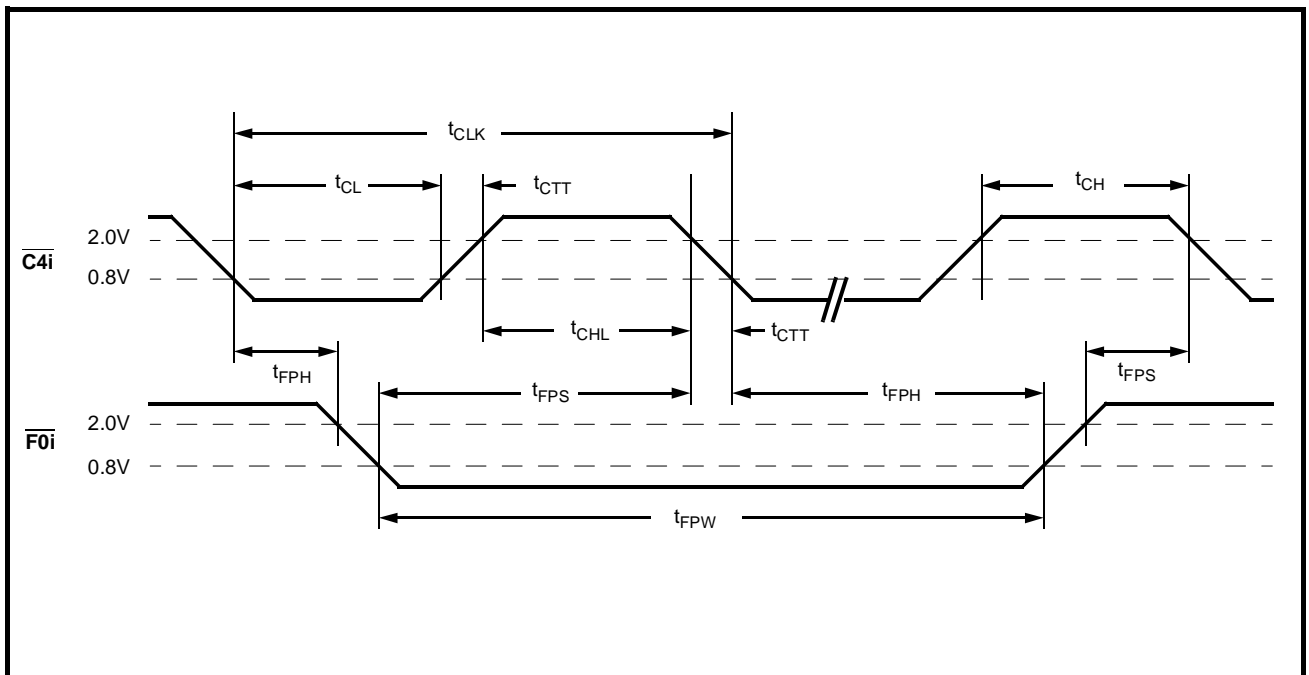 tCLK
tCL
tCTT
tCH
2.0V
C4i
0.8V
tCHL
tCTT
tFPH
tFPS
tFPS
tFPH
2.0V
F0i
0.8V
tFPW